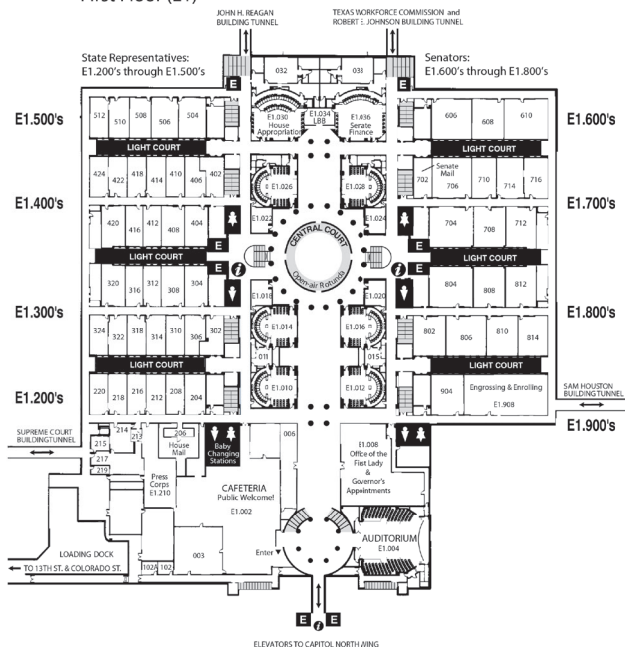 First Floor (E1)
JOHN H. REAGAN
BUILDING TUNNEL
TEXAS WORKFORCE COMMISSION and
ROBERT E. JOHNSON BUILDING TUNNEL
State Representatives:
E1.200's through E1.500's
Senators:
E1.600's through E1.800's
032
031
E
E
E1.500's
512
510
508
506
504
E1.030
House
Appropriation
E1.034
LBB
E1.036
Senate
Finance
606
608
610
E1.600's
LIGHT COURT
LIGHT COURT
424
422
418
414
410
406
402
E1.026
E1.028
Senate
Mail
702
706
710
714
716
E1.400's
E1.700's
420
416
412
408
404
E1.022
E1.024
704
708
712
CENTRAL COURT
Open-air Rotunda
LIGHT COURT
E
E
i
E
E
i
LIGHT COURT
320
316
312
308
304
E1.018
E1.020
804
808
812
E1.300's
E1.800's
324
322
318
314
310
306
302
E1.014
E1.016
802
806
810
814
LIGHT COURT
011
015
LIGHT COURT
E1.200's
220
218
216
212
208
204
E1.010
E1.012
904
Engrossing & Enrolling
E1.908
SAM HOUSTON
BUILDING TUNNEL
E1.900's
SUPREME COURT
BUILDING TUNNEL
214
213
215
217
219
206
House
Mail
Baby
Changing
Stations
006
E1.008
Office of the
First Lady
&
Governor's
Appointments
Press
Corps
E1.210
CAFETERIA
Public Welcome!
E1.002
AUDITORIUM
E1.004
LOADING DOCK
TO 13TH ST. & COLORADO ST.
003
Enter
102A
102
E
i
E
ELEVATORS TO CAPITOL NORTH WING